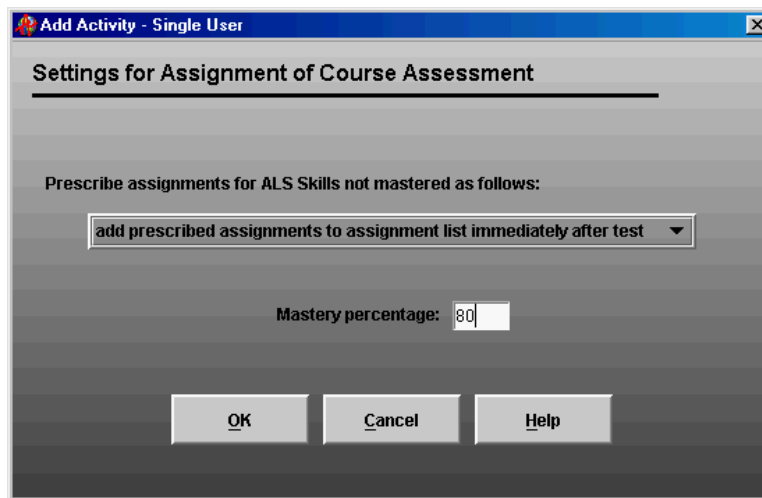 Add Activity - Single User
Settings for Assignment of Course Assessment
Prescribe assignments for ALS Skills not mastered as follows:
add prescribed assignments to assignment list immediately after test
Mastery percentage: 80
OK Cancel Help